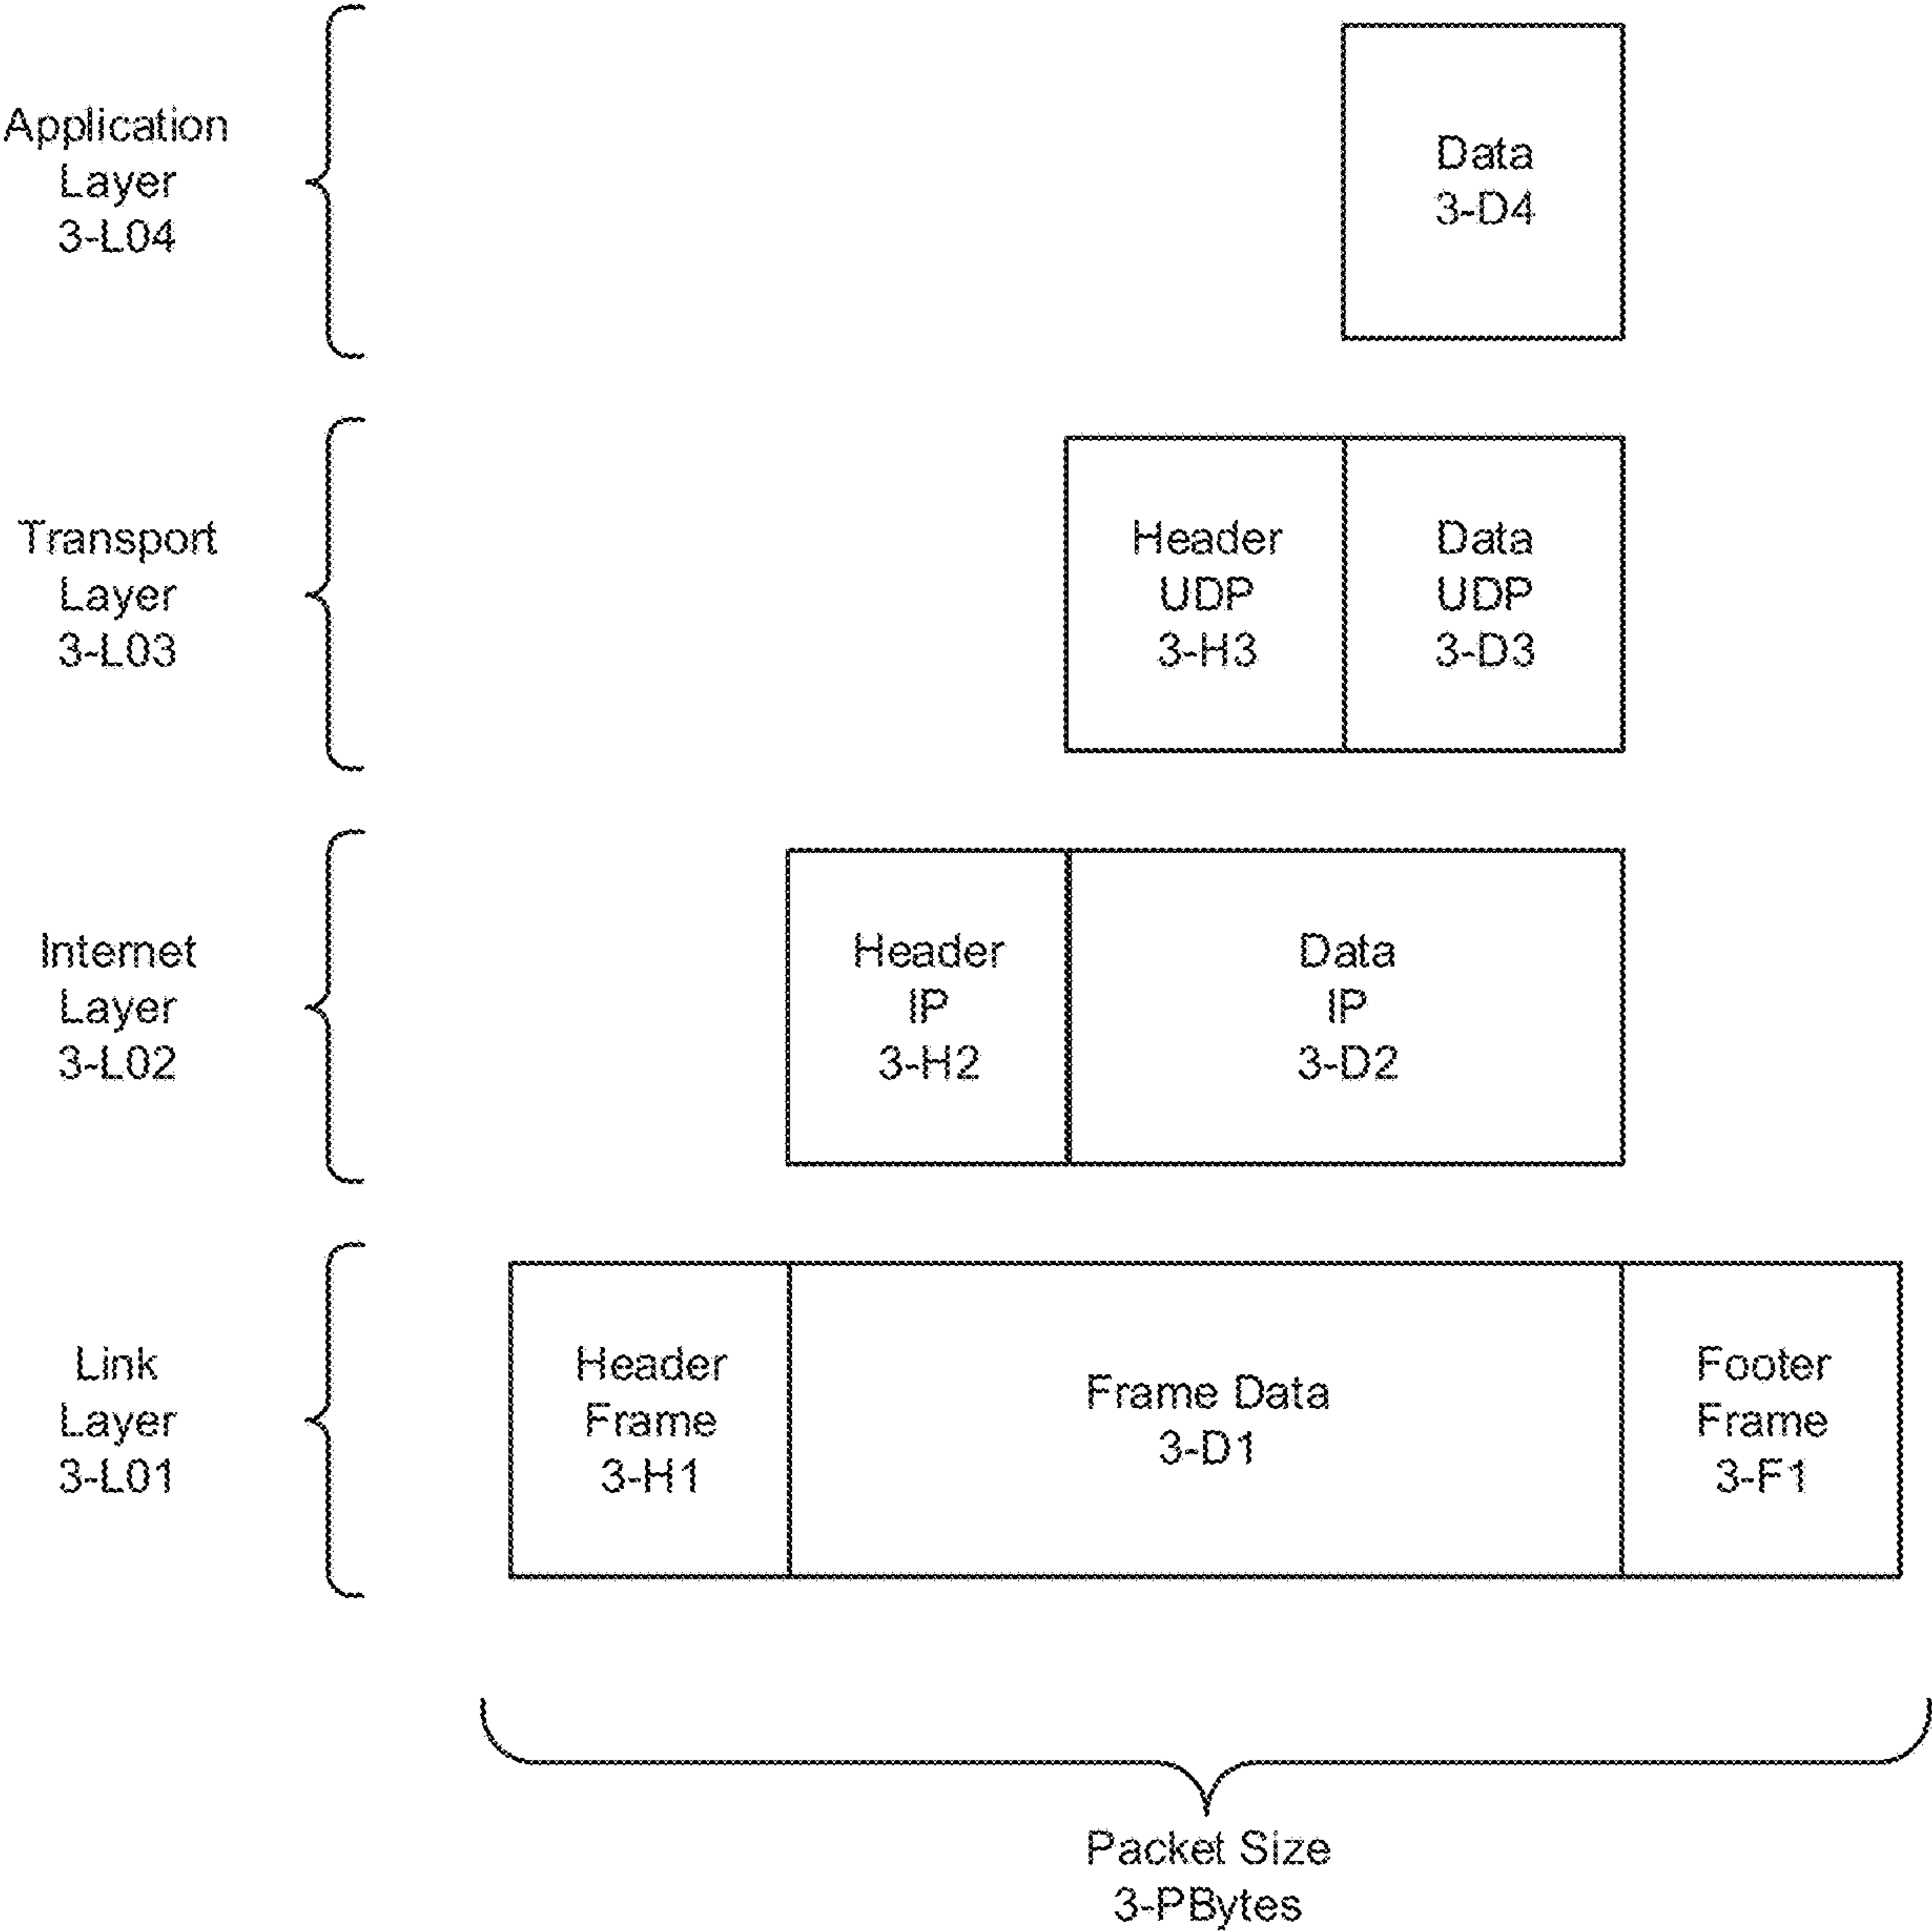 Application
Layer
3-L04
Data
3-D4
Transport
Layer
3-L03
Header
UDP
3-H3
Data
UDP
3-D3
Internet
Layer
3-L02
Header
IP
3-H2
Data
IP
3-D2
Link
Layer
3-L01
Header
Frame
3-H1
Frame Data
3-D1
Footer
Frame
3-F1
Packet Size
3-PBytes